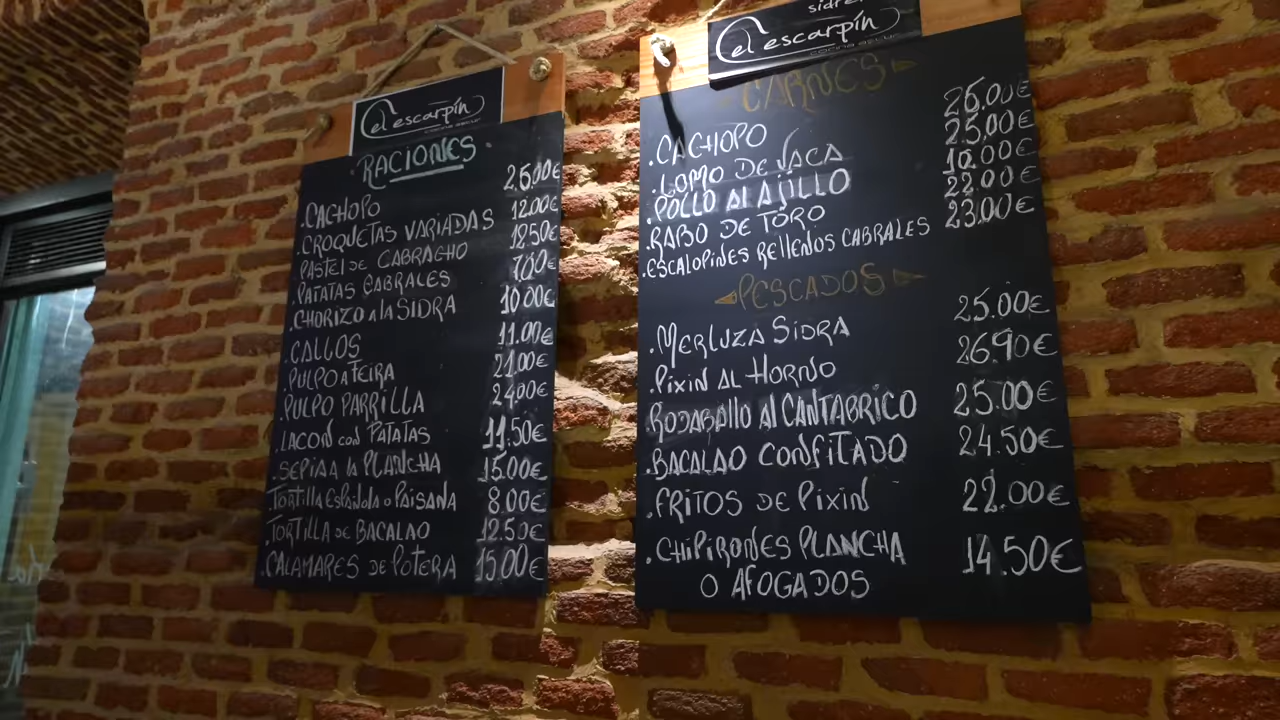 el escarpín
RACIONES
.CACHOPO 26.00€
.CROQUETAS VARIADAS 12.00€
PASTEL DE CABRACHO 12.50€
.PATATAS CABRALES 7.00€
.CHORIZO a la SIDRA 10.00€
.CALLOS 11.00€
.PULPO A FEIRA 21.00€
.PULPO PARRILLA 24.00€
.LACON con PATATAS 11.50€
.SEPIA A la PLANCHA 15.00€
.TORTILLA Española o PAISANA 8.00€
.TORTILLA DE BACALAO 12.50€
.CALAMARES DE POTERA 15.00€
el escarpín
CARNES
.CACHOPO 26.00€
.LOMO DE VACA 25.00€
.POLLO Al AJILLO 10.00€
.RABO DE TORO 22.00€
.ESCALOPINES RELLENOS CABRALES 23.00€
PESCADOS
.MERLUZA SIDRA 25.00€
.PIXIN AL HORNO 26.90€
.RODABALLO Al CANTABRICO 25.00€
.BACALAO CONFITADO 24.50€
.FRITOS DE PIXIN 22.00€
.CHIPIRONES PLANCHA 14.50€
O AFOGADOS